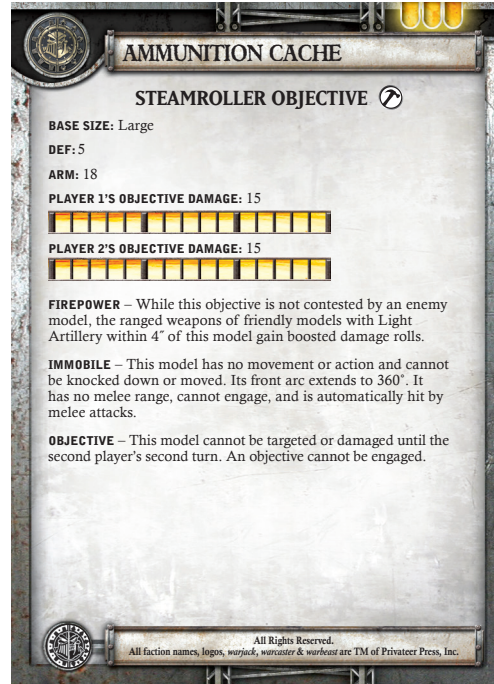 AMMUNITION CACHE
STEAMROLLER OBJECTIVE
BASE SIZE: Large
DEF: 5
ARM: 18
PLAYER 1'S OBJECTIVE DAMAGE: 15
PLAYER 2'S OBJECTIVE DAMAGE: 15
FIREPOWER – While this objective is not contested by an enemy
model, the ranged weapons of friendly models with Light
Artillery within 4˝ of this model gain boosted damage rolls.
IMMOBILE – This model has no movement or action and cannot
be knocked down or moved. Its front arc extends to 360°. It
has no melee range, cannot engage, and is automatically hit by
melee attacks.
OBJECTIVE – This model cannot be targeted or damaged until the
second player's second turn. An objective cannot be engaged.
All Rights Reserved.
All faction names, logos, warjack, warcaster & warbeast are TM of Privateer Press, Inc.